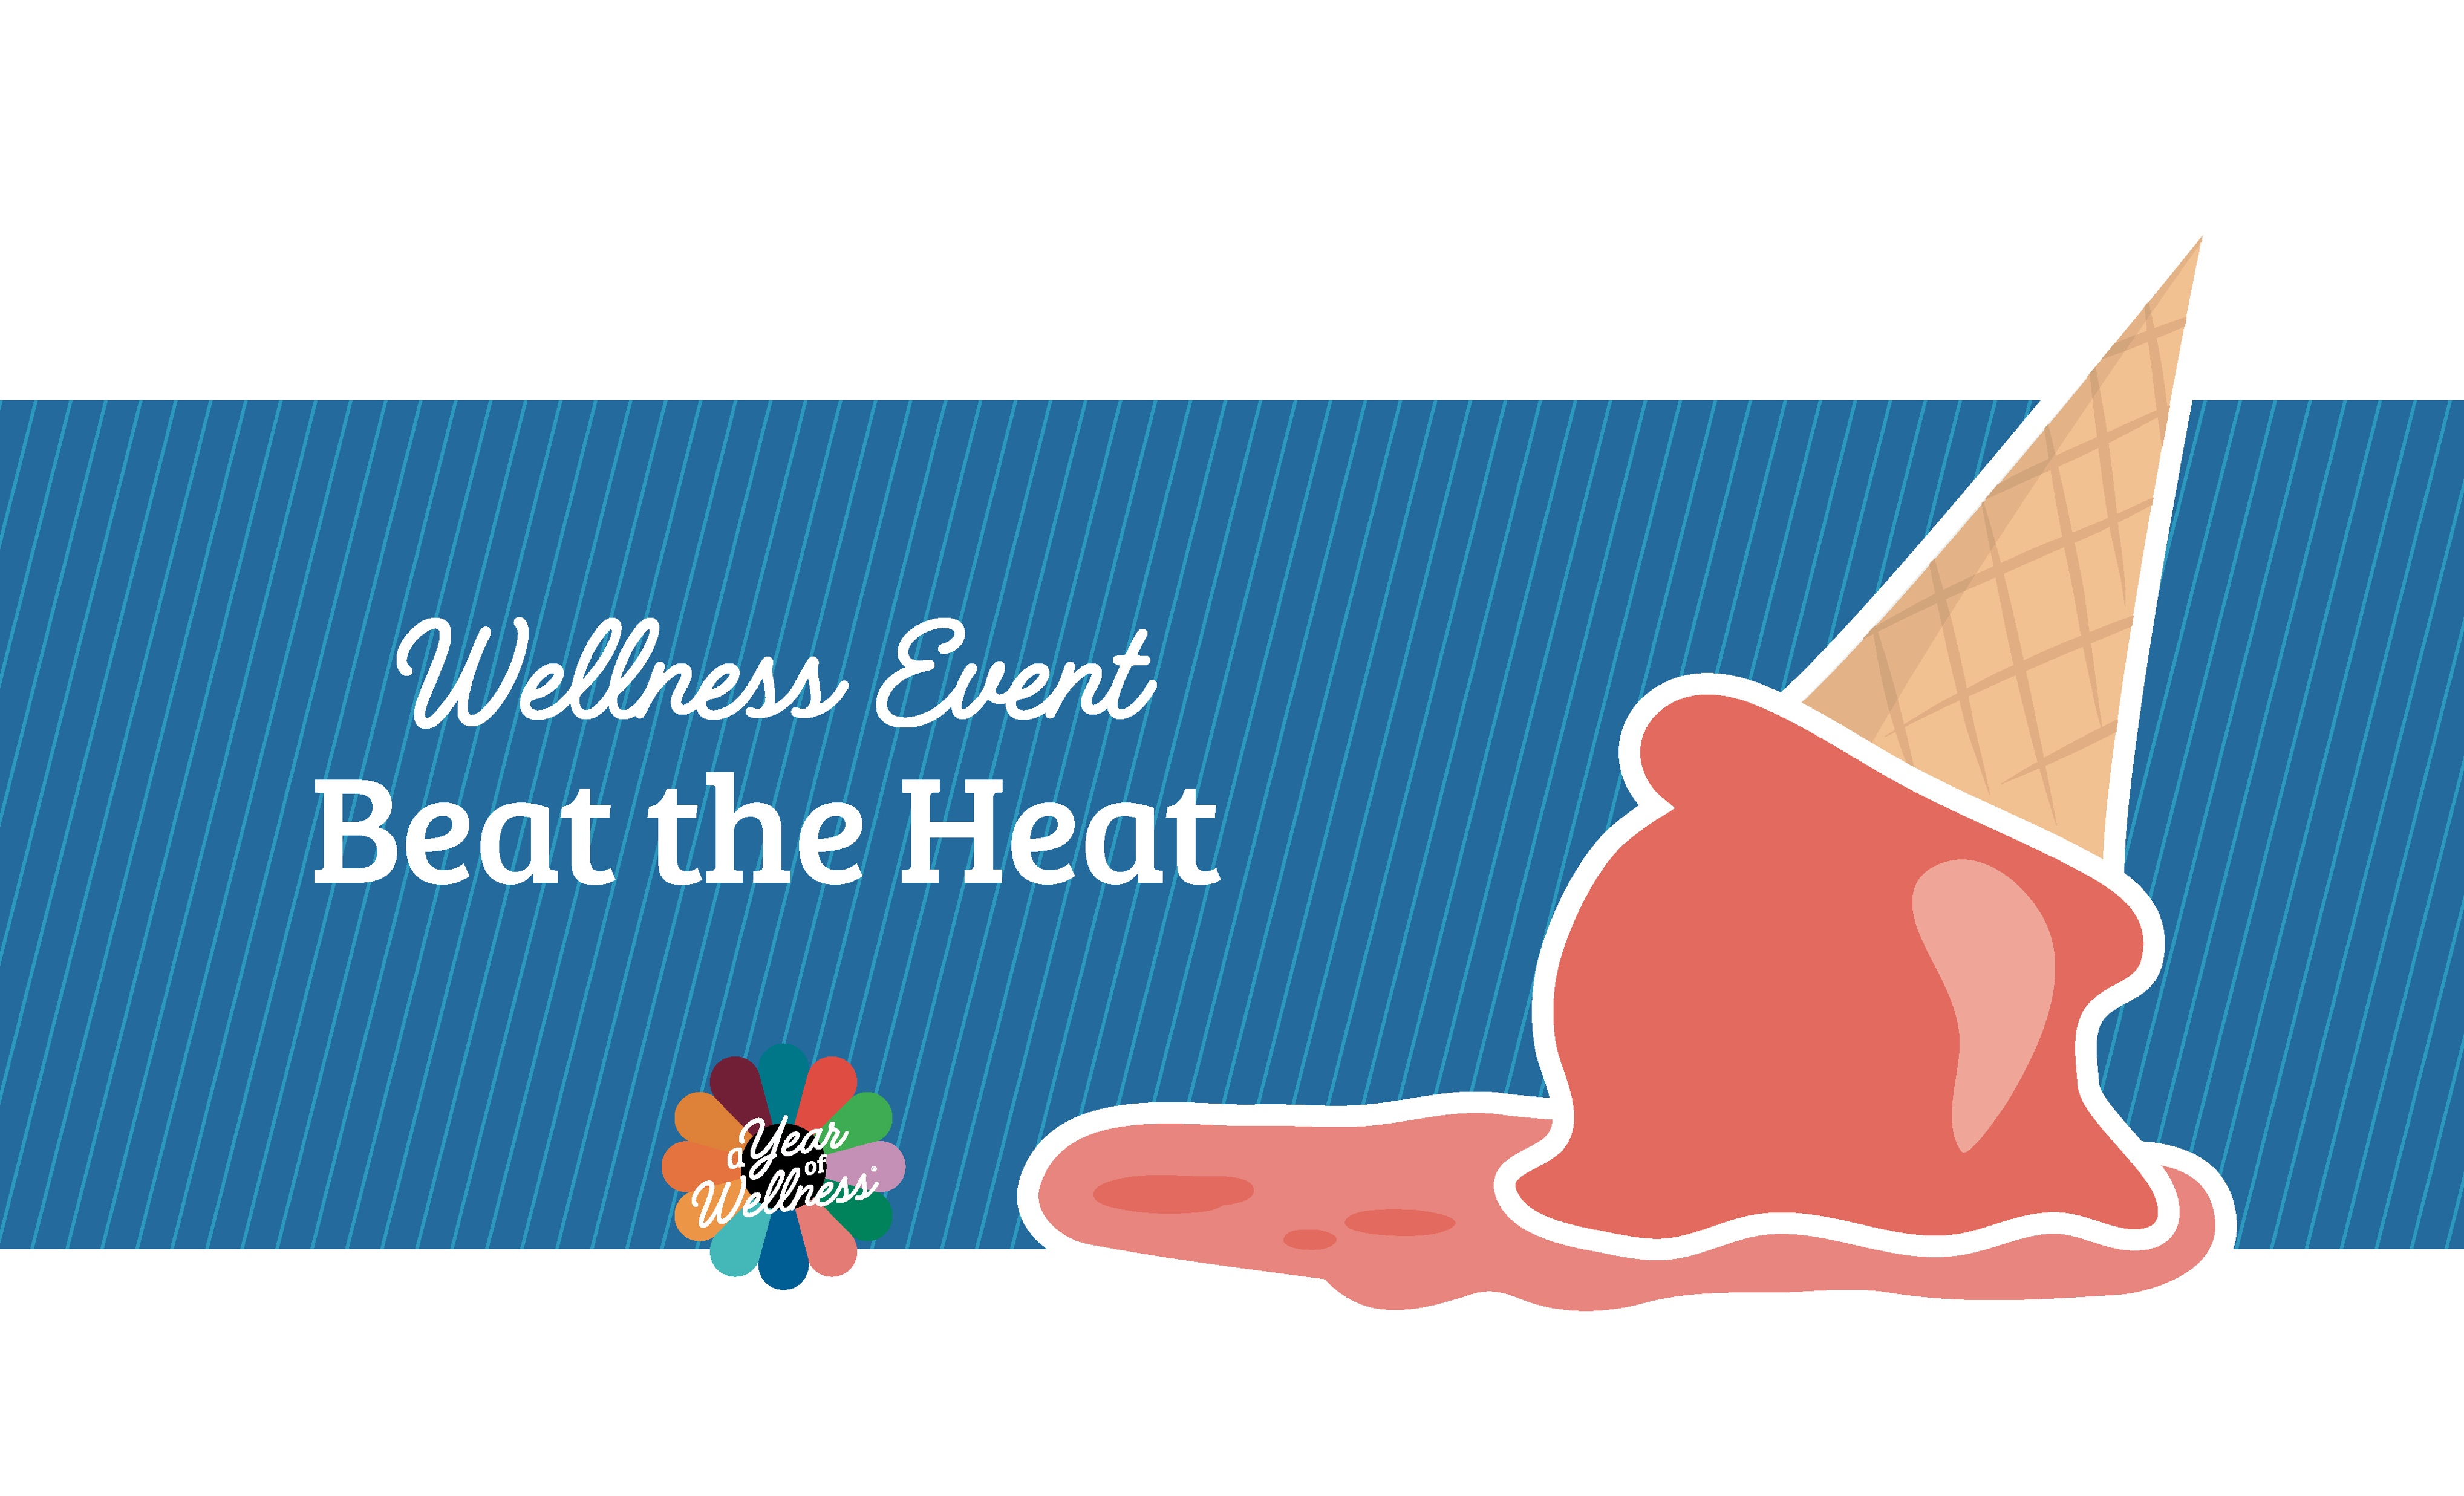 Wellness Event
Beat the Heat
a Year
of
Wellness®